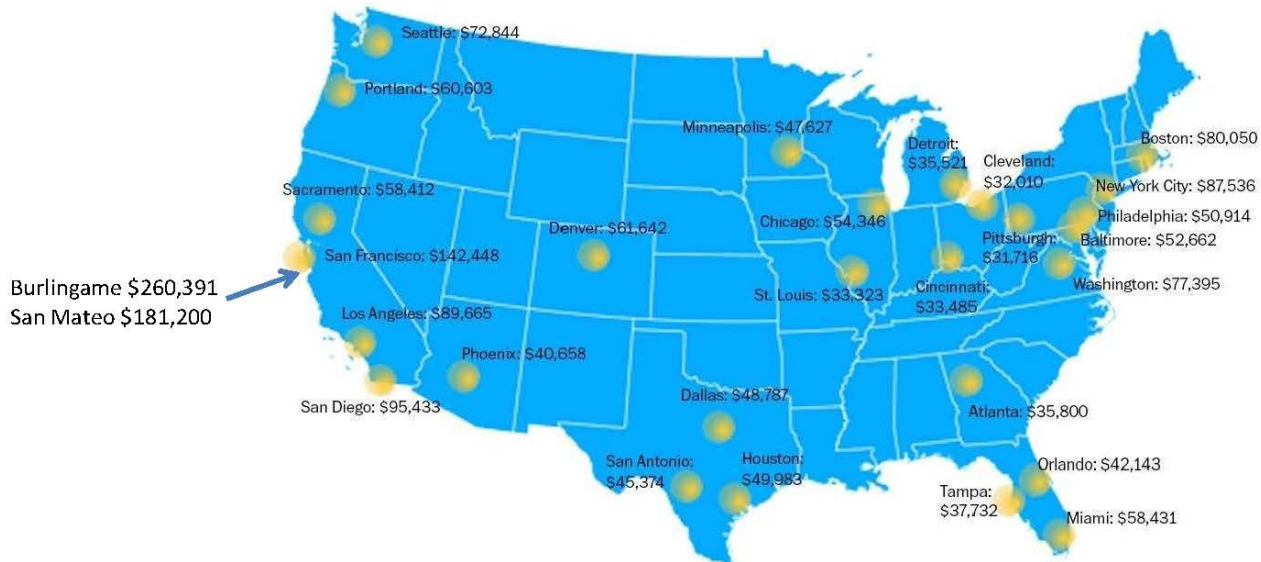 Seattle: $72,844
Portland: $60,603
Minneapolis: $47,627
Detroit:
$35,521
Cleveland:
$32,010
Boston: $80,050
New York City: $87,536
Sacramento: $58,412
Chicago: $54,346
Philadelphia: $50,914
Denver: $61,642
Pittsburgh:
$31,716
Baltimore: $52,662
San Francisco: $142,448
Burlingame $260,391
San Mateo $181,200
St. Louis: $33,323
Cincinnati:
$33,485
Washington: $77,395
Los Angeles: $89,665
Phoenix: $40,658
San Diego: $95,433
Dallas: $48,787
Atlanta: $35,800
San Antonio:
$45,374
Houston:
$49,983
Orlando: $42,143
Tampa:
$37,732
Miami: $58,431